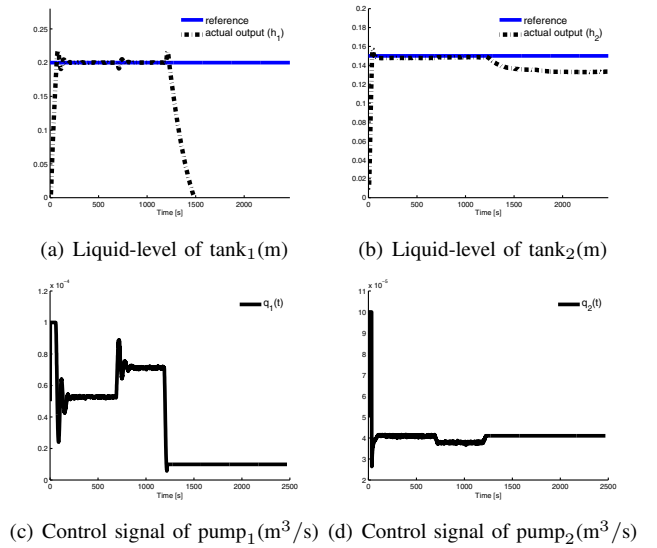 reference
actual output (h₁)
0.25
0.2
0.15
0.1
0.05
0
0 500 1000 1500 2000
Time [s]
(a) Liquid-level of tank₁(m)
reference
actual output (h₂)
0.2
0.18
0.16
0.14
0.12
0.1
0.08
0.06
0.04
0.02
0
0 500 1000 1500 2000
Time [s]
(b) Liquid-level of tank₂(m)
x 10⁻⁴
q₁(t)
1.2
1
0.8
0.6
0.4
0.2
0
0 500 1000 1500 2000 2500
Time [s]
(c) Control signal of pump₁(m³/s)
x 10⁻⁵
q₂(t)
11
10
9
8
7
6
5
4
3
2
0 500 1000 1500 2000 2500
Time [s]
(d) Control signal of pump₂(m³/s)